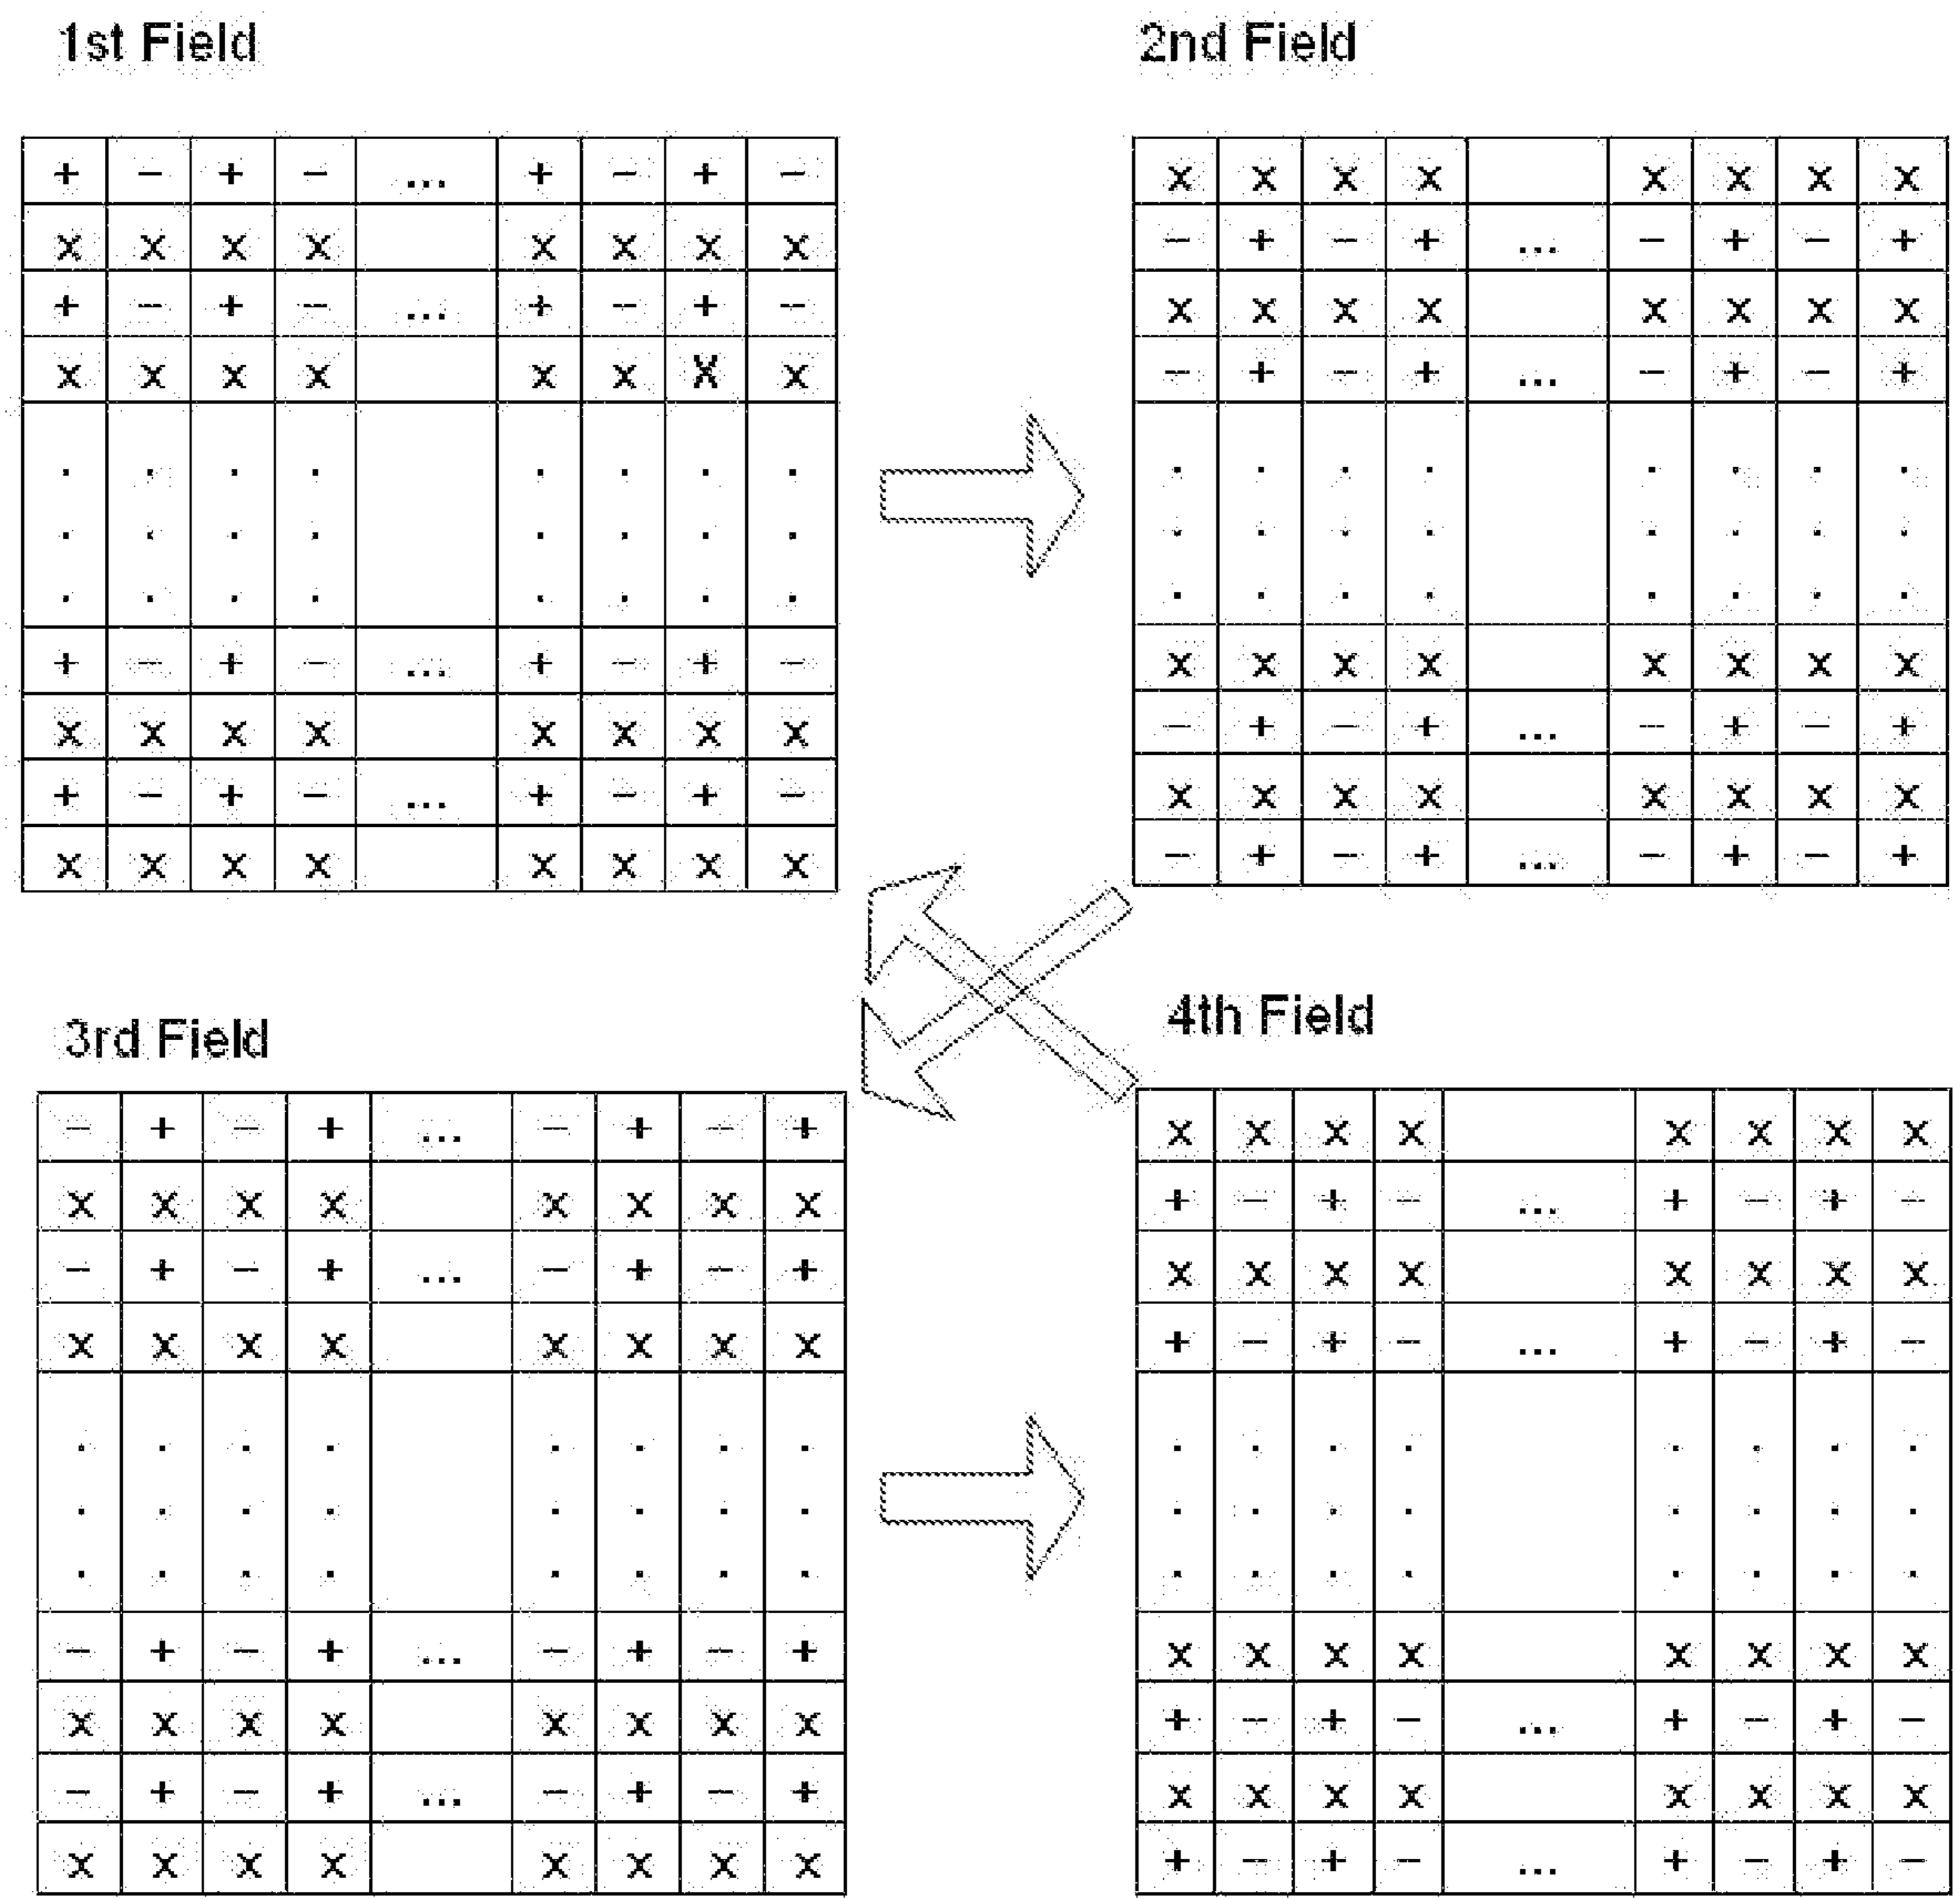 1st Field
+ − + − ... + − + −
x x x x x x x x
+ − + − ... + − + −
x x x x x x X x
. . . . . . . .
. . . . . . . .
. . . . . . . .
+ − + − ... + − + −
x x x x x x x x
+ − + − ... + − + −
x x x x x x x x
2nd Field
x x x x x x x x
− + − + ... − + − +
x x x x x x x x
− + − + ... − + − +
. . . . . . . .
. . . . . . . .
. . . . . . . .
x x x x x x x x
− + − + ... − + − +
x x x x x x x x
− + − + ... − + − +
3rd Field
− + − + ... − + − +
x x x x x x x x
− + − + ... − + − +
x x x x x x x x
. . . . . . . .
. . . . . . . .
. . . . . . . .
− + − + ... − + − +
x x x x x x x x
− + − + ... − + − +
x x x x x x x x
4th Field
x x x x x x x x
+ − + − ... + − + −
x x x x x x x x
+ − + − ... + − + −
. . . . . . . .
. . . . . . . .
. . . . . . . .
x x x x x x x x
+ − + − ... + − + −
x x x x x x x x
+ − + − ... + − + −